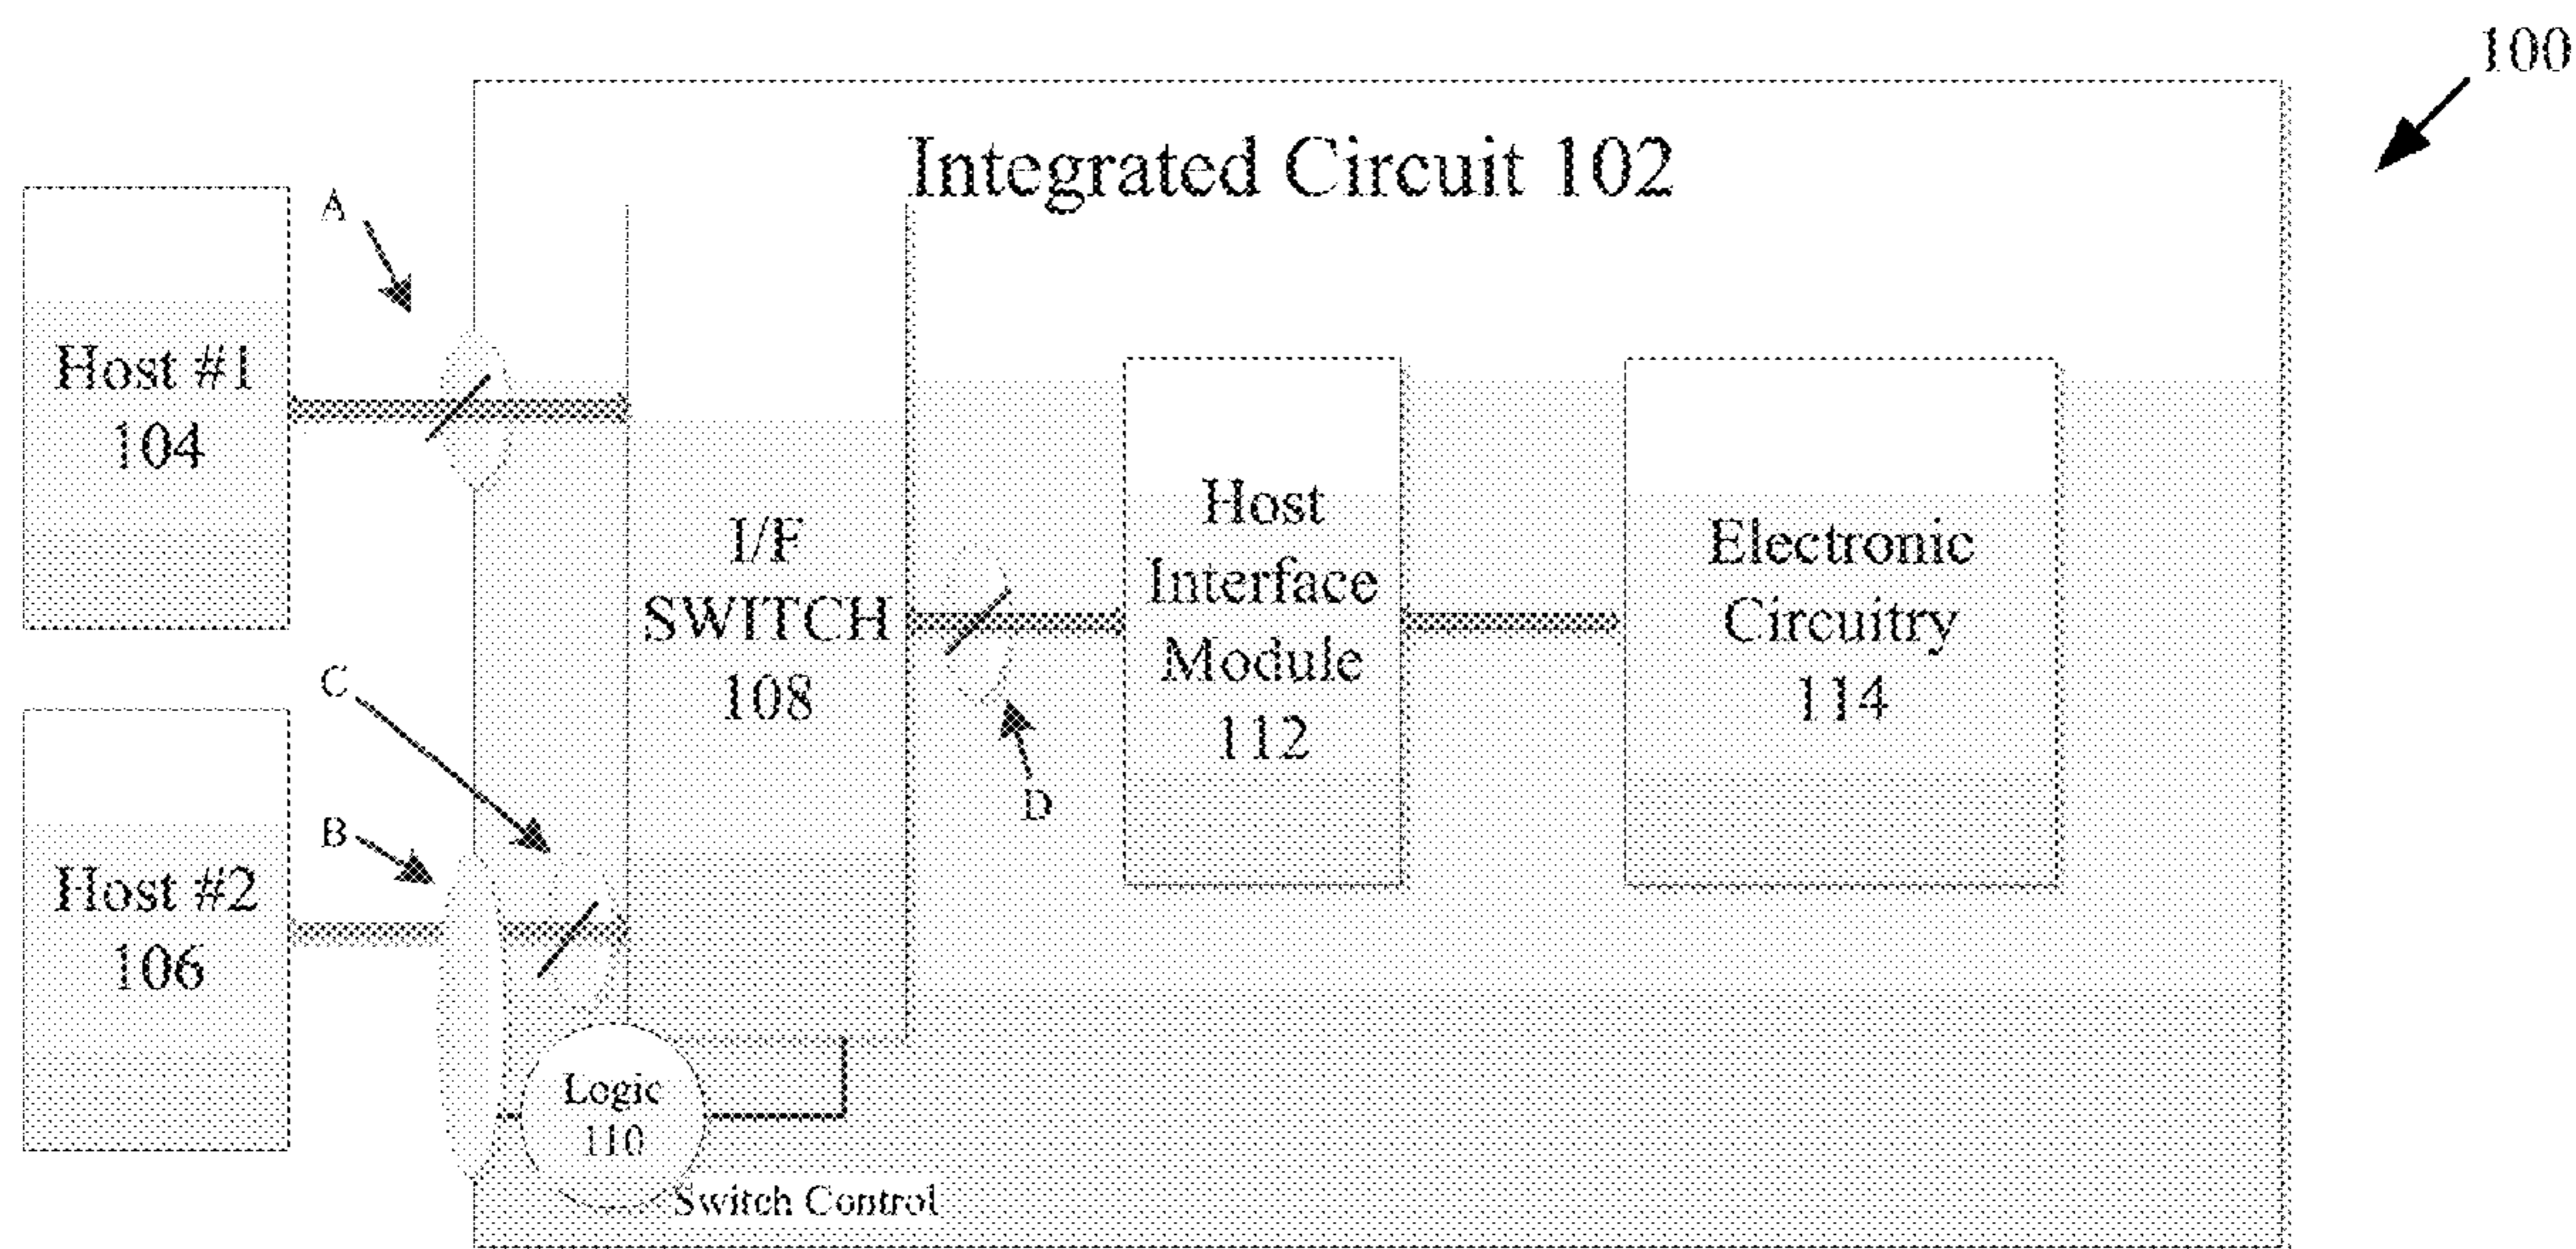 100
Integrated Circuit 102
A
Host #1
104
I/F
SWITCH
108
Host
Interface
Module
112
Electronic
Circuitry
114
C
D
B
Host #2
106
Logic
110
Switch Control